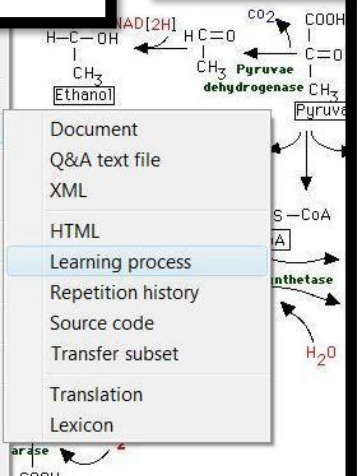 NAD[2H]
CO2
COOH
H-C-OH
HC=O
C=O
CH3
CH3
Pyruvae
dehydrogenase
CH3
Ethanol
Pyruva
Document
Q&A text file
XML
S-CoA
HTML
A
Learning process
nthetase
Repetition history
Source code
Transfer subset
H2O
Translation
Lexicon
arase
COOH